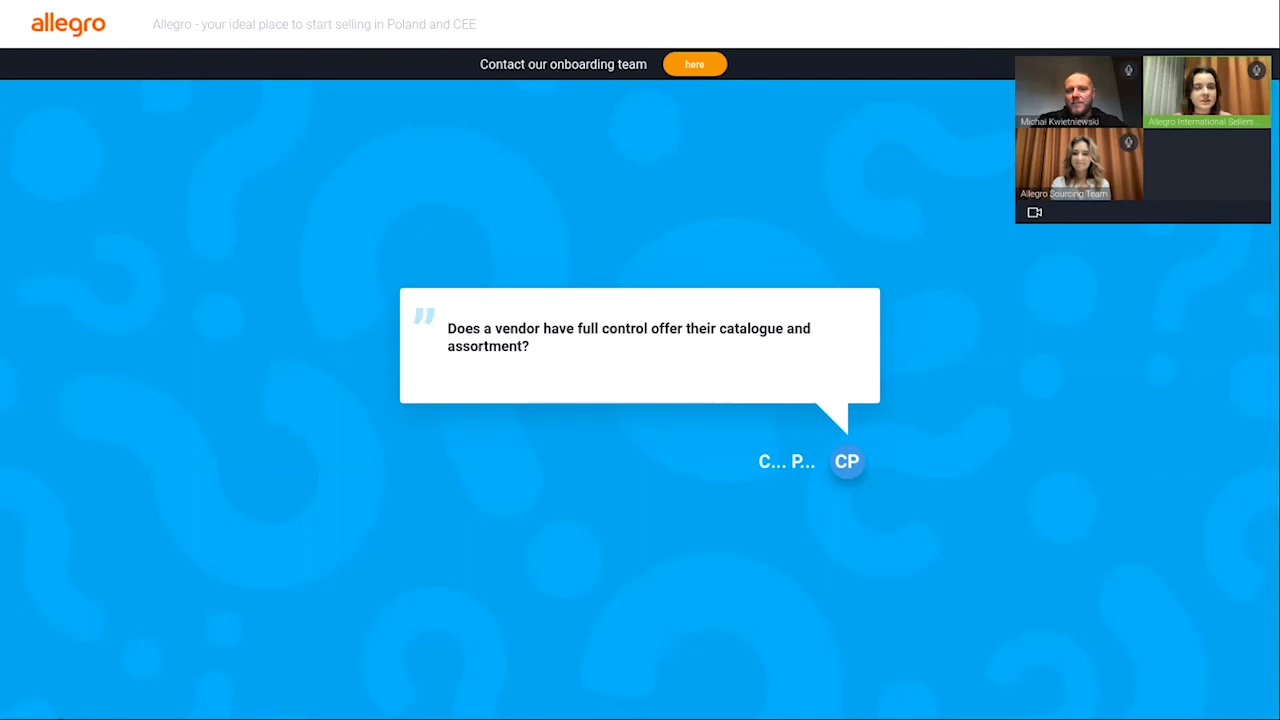 allegro
Allegro - your ideal place to start selling in Poland and CEE
Contact our onboarding team
here
Michał Kwietniewski
Allegro International Sellers ...
Allegro Sourcing Team
"
Does a vendor have full control offer their catalogue and
assortment?
C... P...
CP